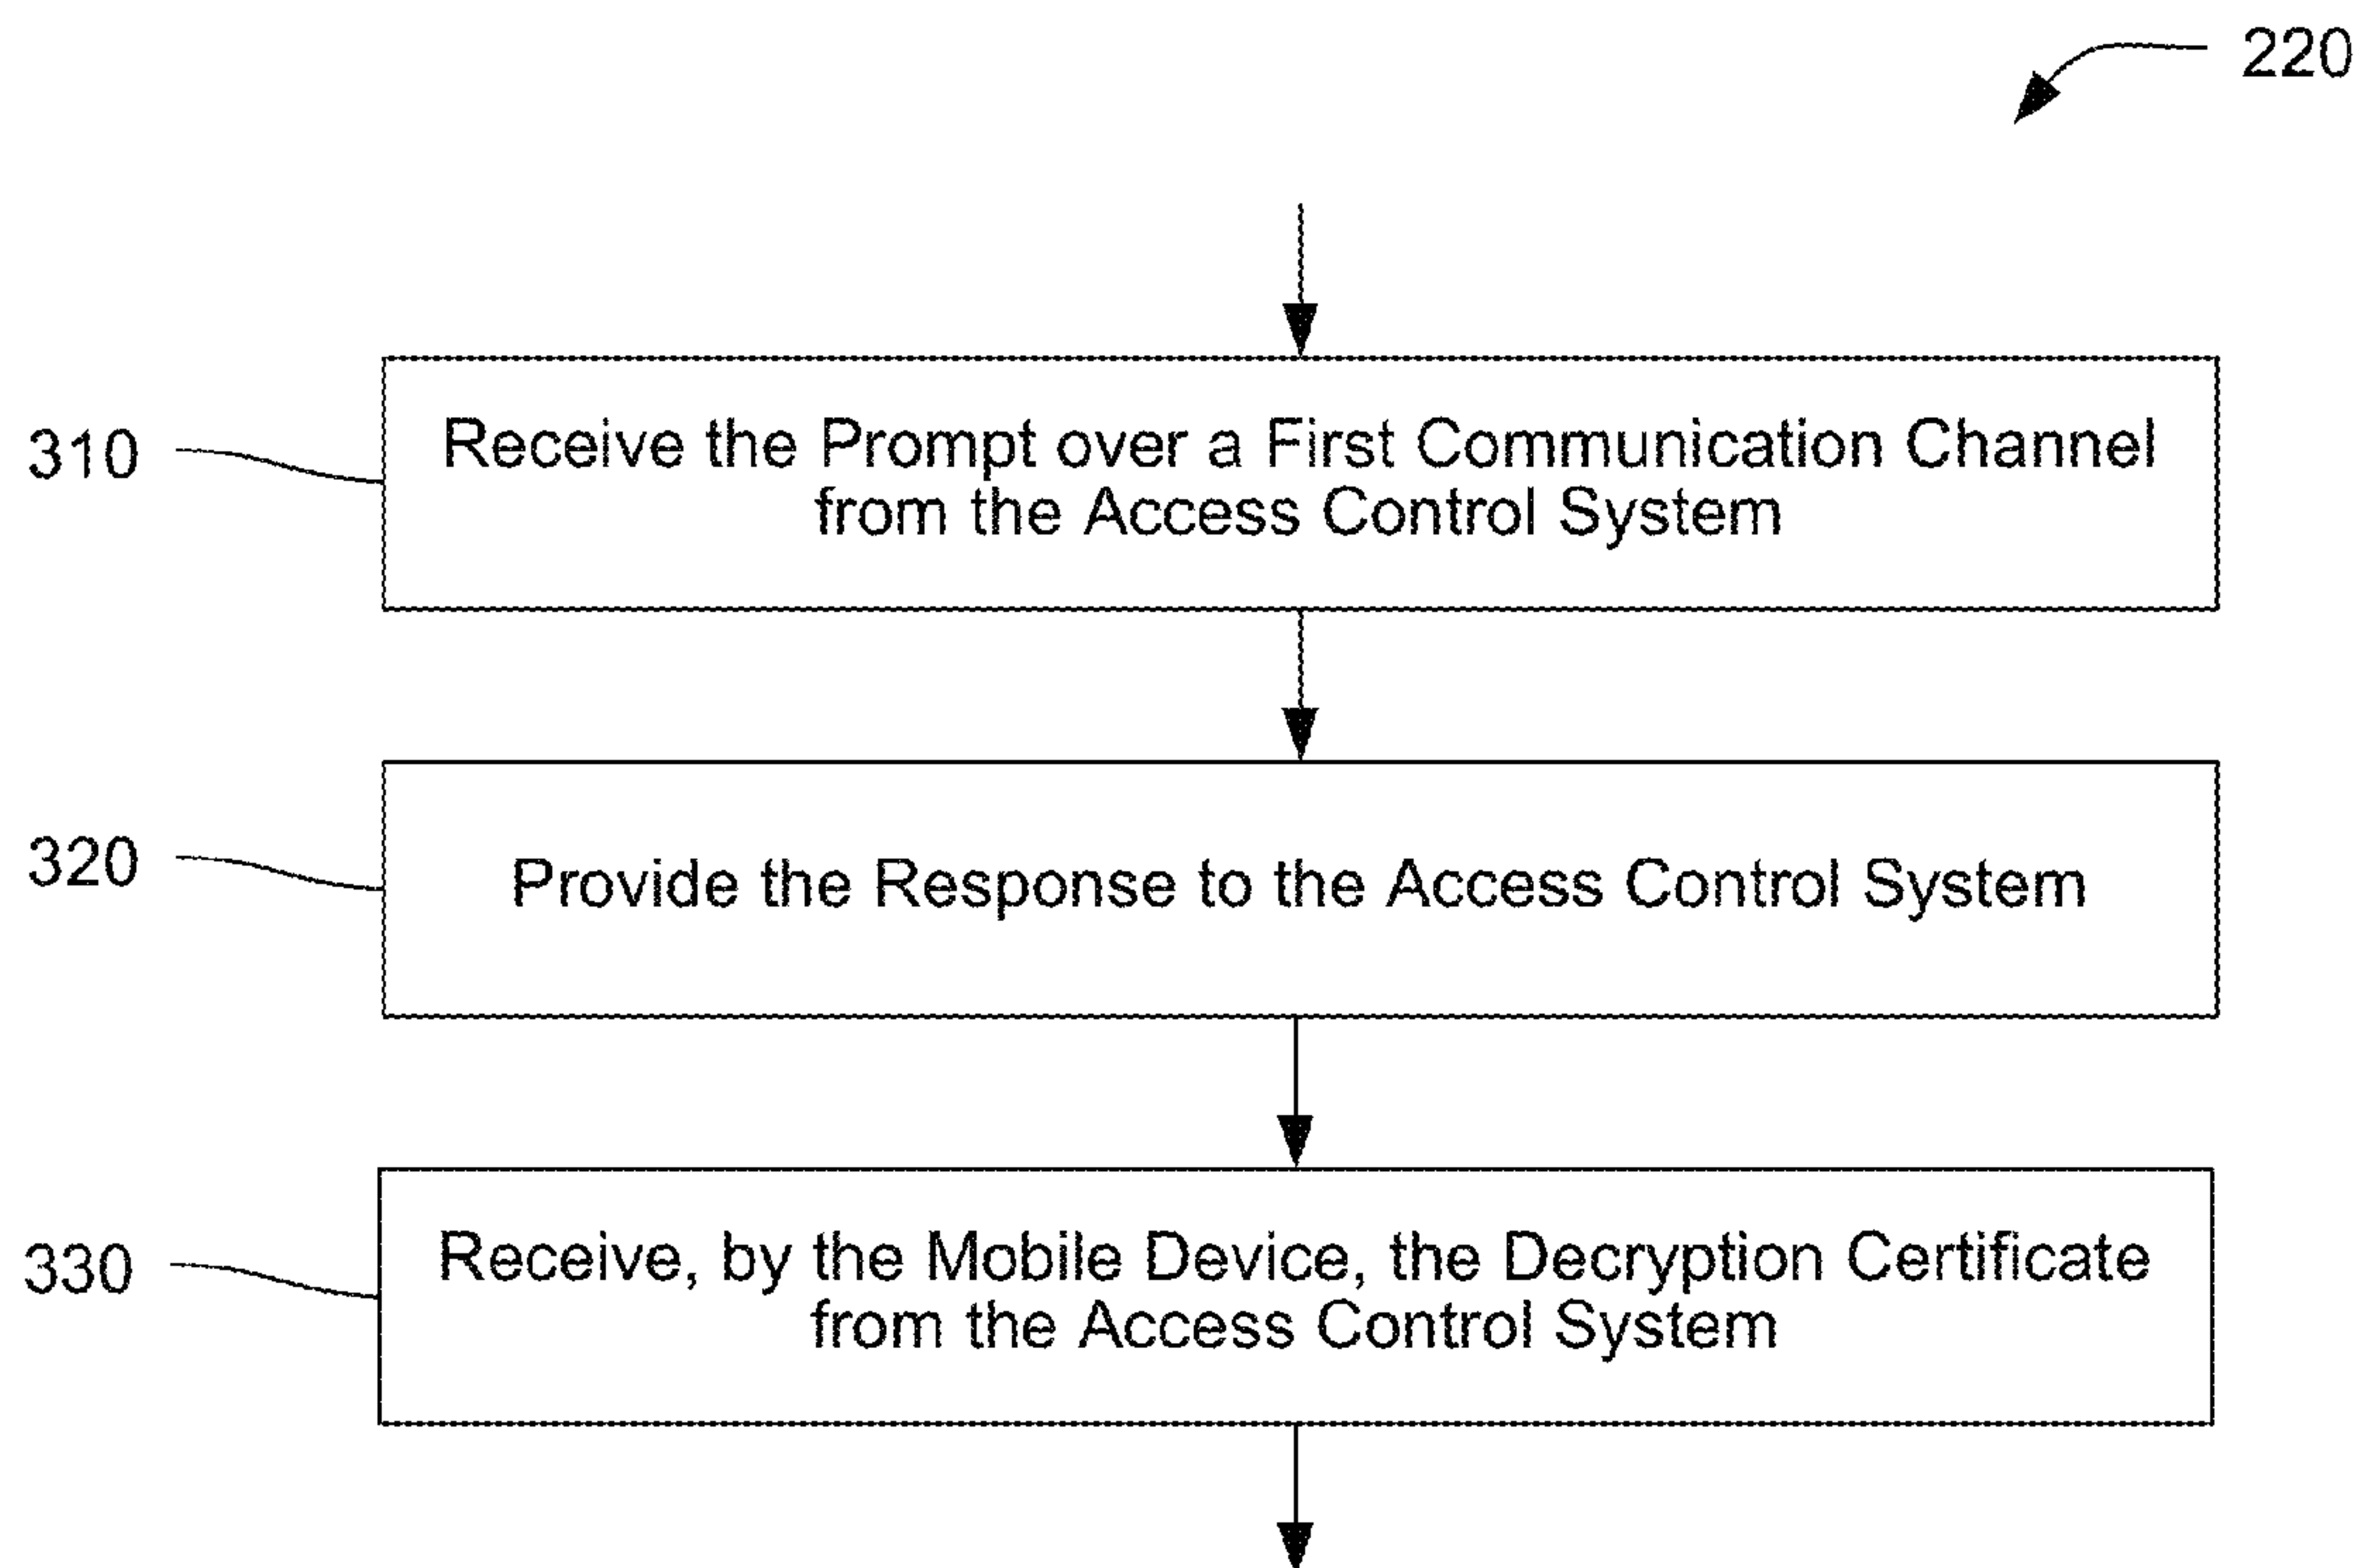 220
310
Receive the Prompt over a First Communication Channel
from the Access Control System
320
Provide the Response to the Access Control System
330
Receive, by the Mobile Device, the Decryption Certificate
from the Access Control System